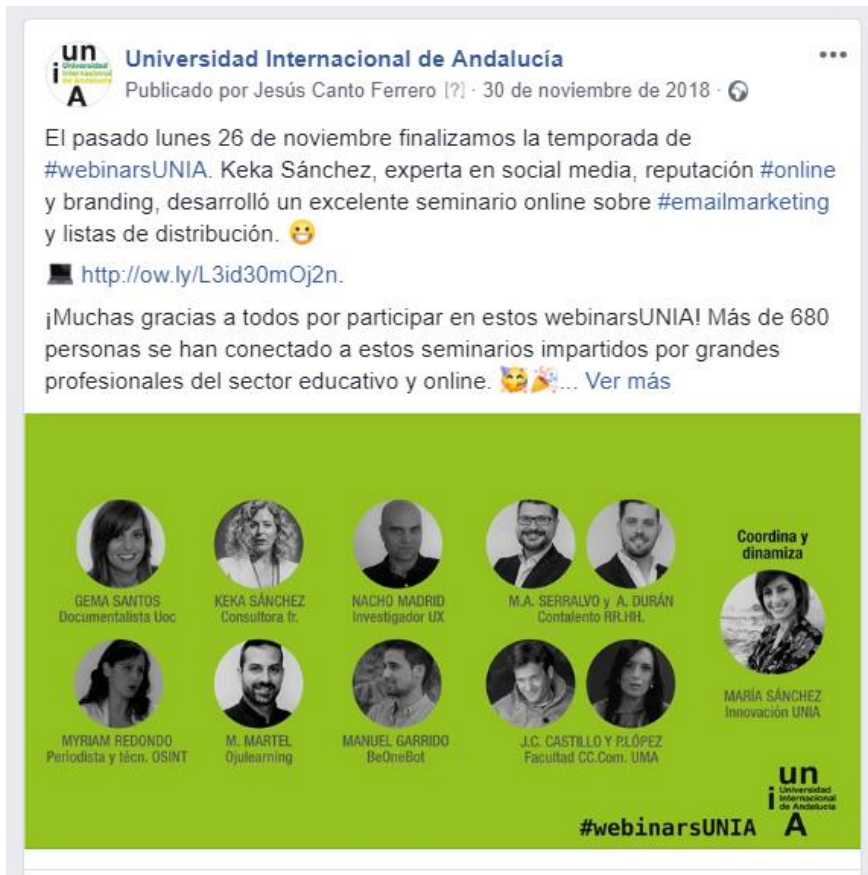 un
i Universidad
Internacional
de Andalucía
A
Universidad Internacional de Andalucía
Publicado por Jesús Canto Ferrero [?] · 30 de noviembre de 2018 ·
El pasado lunes 26 de noviembre finalizamos la temporada de
#webinarsUNIA. Keka Sánchez, experta en social media, reputación #online
y branding, desarrolló un excelente seminario online sobre #emailmarketing
y listas de distribución. 😀
💻 http://ow.ly/L3id30mOj2n.
¡Muchas gracias a todos por participar en estos webinarsUNIA! Más de 680
personas se han conectado a estos seminarios impartidos por grandes
profesionales del sector educativo y online. 🥳🎉... Ver más
Coordina y
dinamiza
GEMA SANTOS
Documentalista Uoc
KEKA SÁNCHEZ
Consultora fr.
NACHO MADRID
Investigador UX
M.A. SERRALVO y A. DURÁN
Contalento RR.HH.
MARÍA SÁNCHEZ
Innovación UNIA
MYRIAM REDONDO
Periodista y técn. OSINT
M. MARTEL
Ojulearning
MANUEL GARRIDO
BeOneBot
J.C. CASTILLO Y P.LÓPEZ
Facultad CC.Com. UMA
#webinarsUNIA
un
i Universidad
Internacional
de Andalucía
A